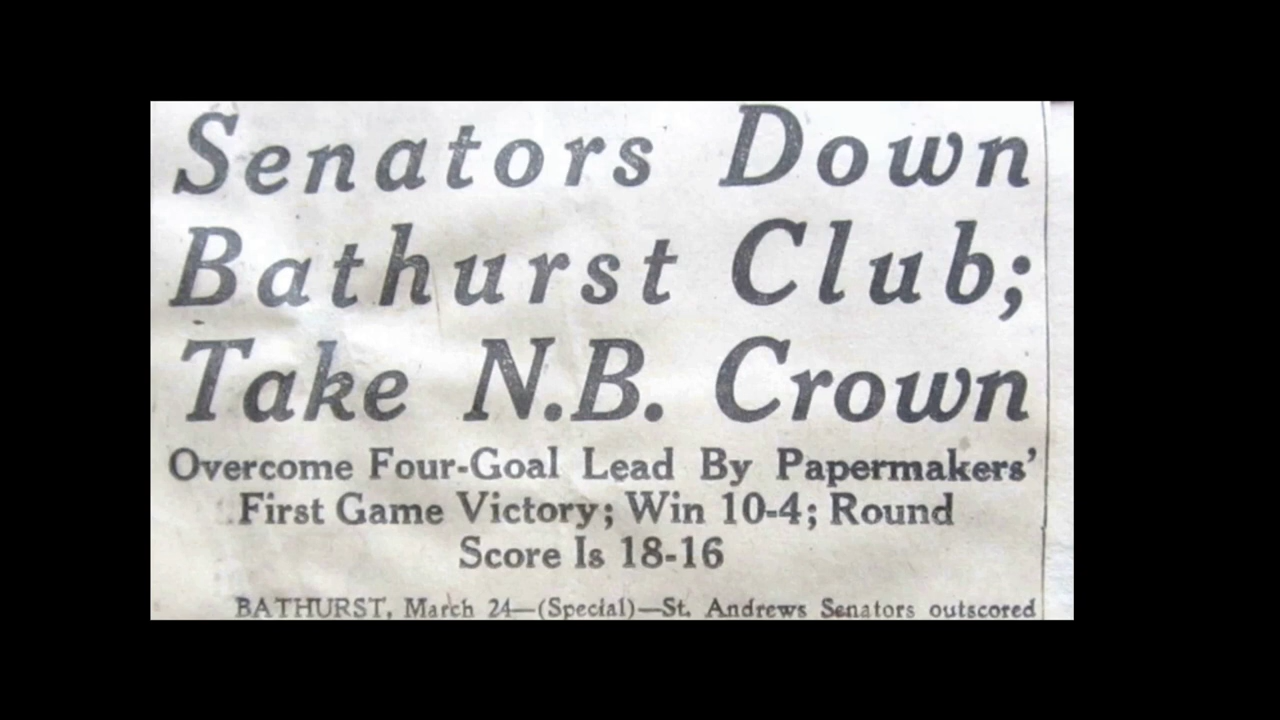 Senators Down
Bathurst Club;
Take N.B. Crown
Overcome Four-Goal Lead By Papermakers'
First Game Victory; Win 10-4; Round
Score Is 18-16
BATHURST, March 24—(Special)—St. Andrews Senators outscored